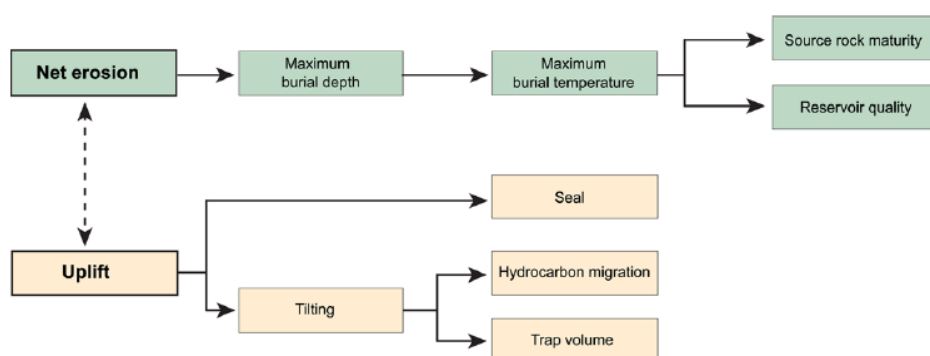 Net erosion
Maximum
burial depth
Maximum
burial temperature
Source rock maturity
Reservoir quality
Uplift
Seal
Tilting
Hydrocarbon migration
Trap volume